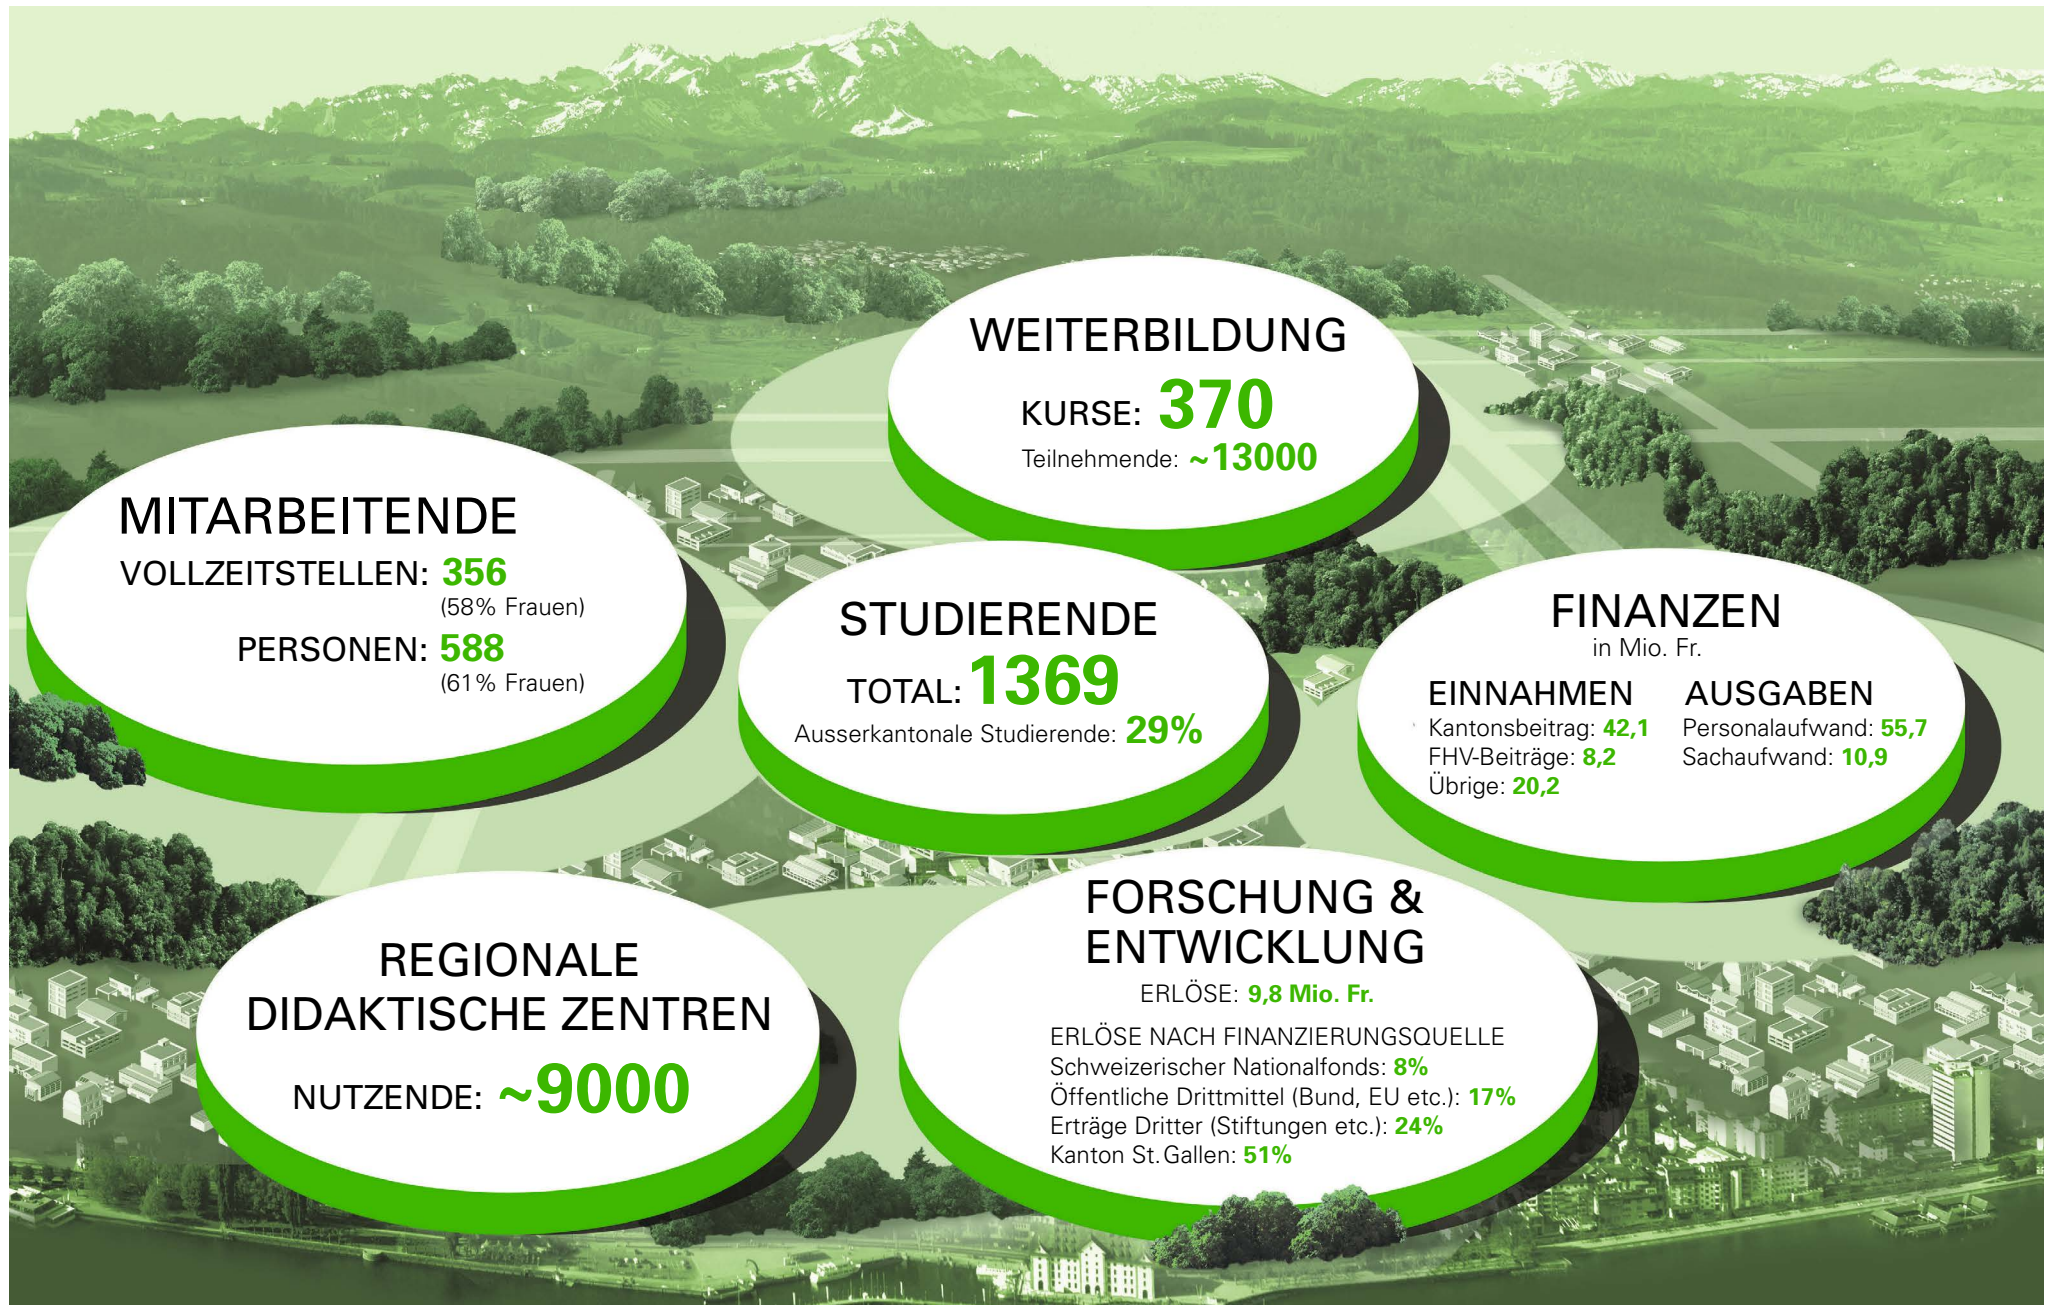 WEITERBILDUNG
KURSE: 370
Teilnehmende: ~13000
MITARBEITENDE
VOLLZEITSTELLEN: 356
(58% Frauen)
PERSONEN: 588
(61% Frauen)
STUDIERENDE
TOTAL: 1369
Ausserkantonale Studierende: 29%
FINANZEN
in Mio. Fr.
EINNAHMEN
Kantonsbeitrag: 42,1
FHV-Beiträge: 8,2
Übrige: 20,2
AUSGABEN
Personalaufwand: 55,7
Sachaufwand: 10,9
REGIONALE
DIDAKTISCHE ZENTREN
NUTZENDE: ~9000
FORSCHUNG &
ENTWICKLUNG
ERLÖSE: 9,8 Mio. Fr.
ERLÖSE NACH FINANZIERUNGSQUELLE
Schweizerischer Nationalfonds: 8%
Öffentliche Drittmittel (Bund, EU etc.): 17%
Erträge Dritter (Stiftungen etc.): 24%
Kanton St. Gallen: 51%